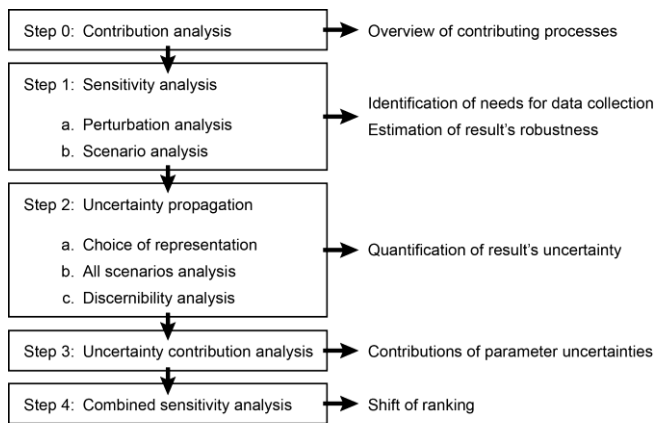 Step 0: Contribution analysis
Overview of contributing processes
Step 1: Sensitivity analysis
a. Perturbation analysis
b. Scenario analysis
Identification of needs for data collection
Estimation of result's robustness
Step 2: Uncertainty propagation
a. Choice of representation
b. All scenarios analysis
c. Discernibility analysis
Quantification of result's uncertainty
Step 3: Uncertainty contribution analysis
Contributions of parameter uncertainties
Step 4: Combined sensitivity analysis
Shift of ranking